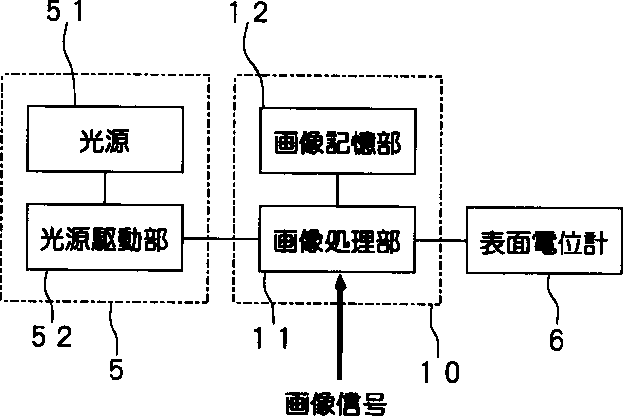 ５１
１２
光源
画像記憶部
光源駆動部
画像処理部
表面電位計
５２
５
１１
１０
６
画像信号